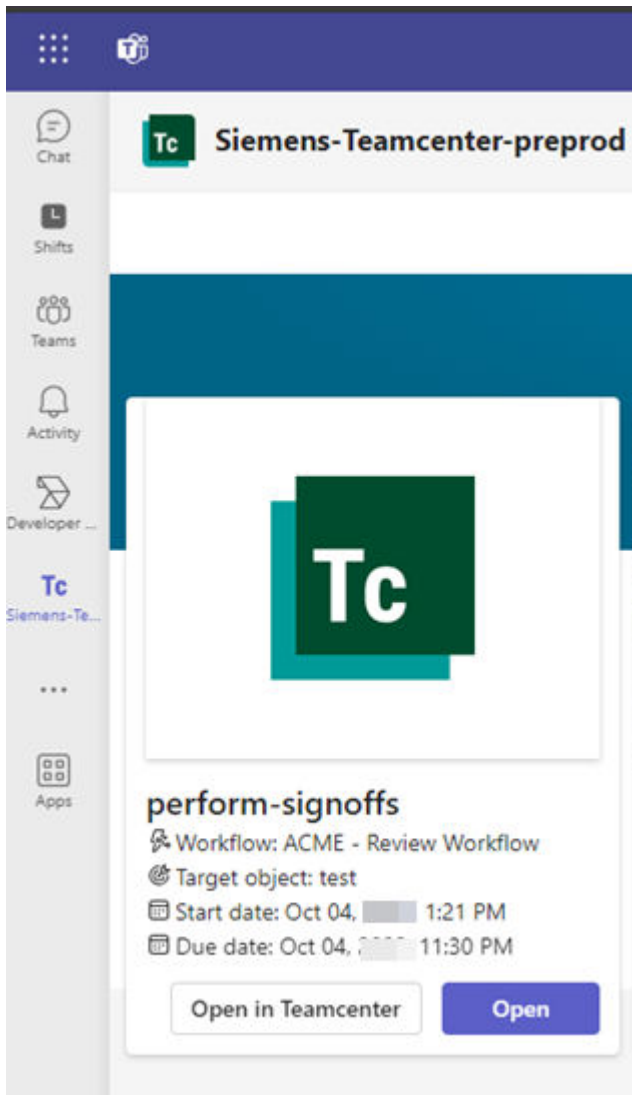 Siemens-Teamcenter-preprod
Tc
Chat
Shifts
Teams
Activity
Developer ...
Tc
Siemens-Te...
...
Apps
Tc
perform-signoffs
Workflow: ACME - Review Workflow
Target object: test
Start date: Oct 04, 1:21 PM
Due date: Oct 04, 11:30 PM
Open in Teamcenter
Open